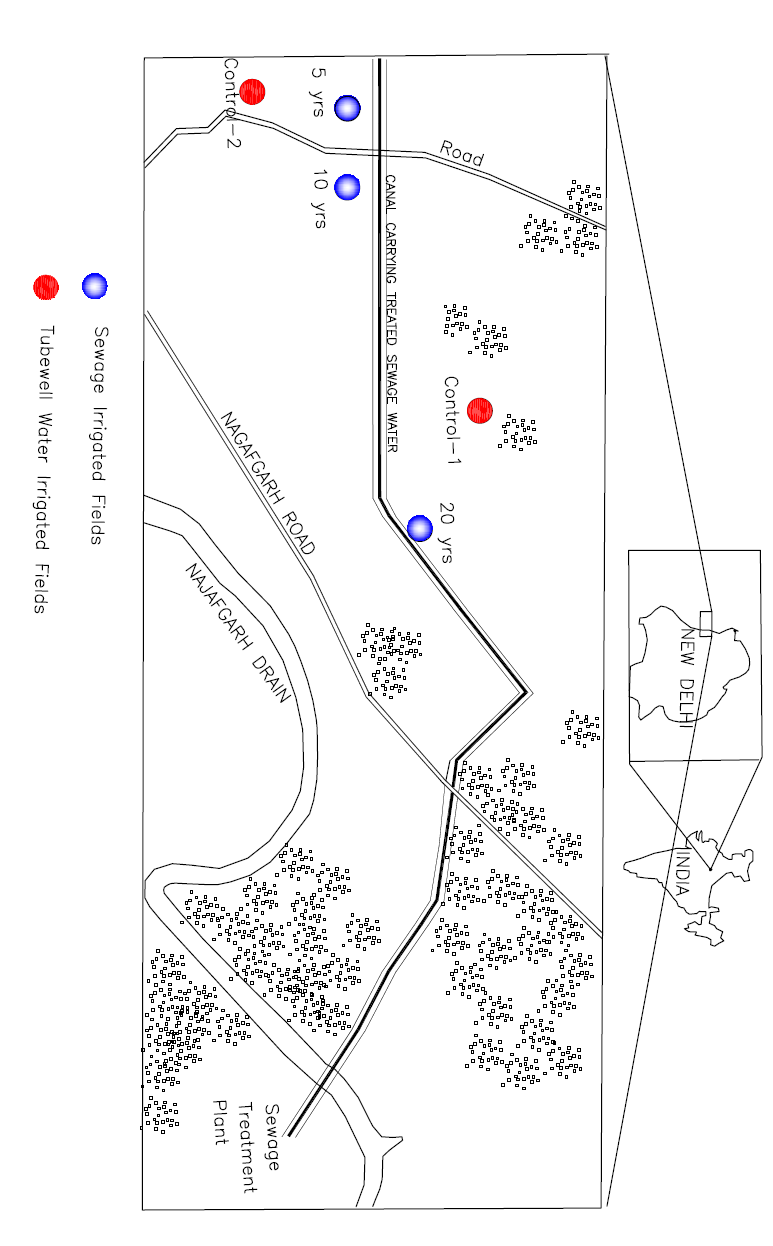 Road
CANAL CARRYING TREATED SEWAGE WATER
5 yrs
10 yrs
Control-2
Control-1
20 yrs
NAGAFGARH ROAD
NAJAFGARH DRAIN
Sewage
Treatment
Plant
NEW DELHI
INDIA
Sewage Irrigated Fields
Tubewell Water Irrigated Fields